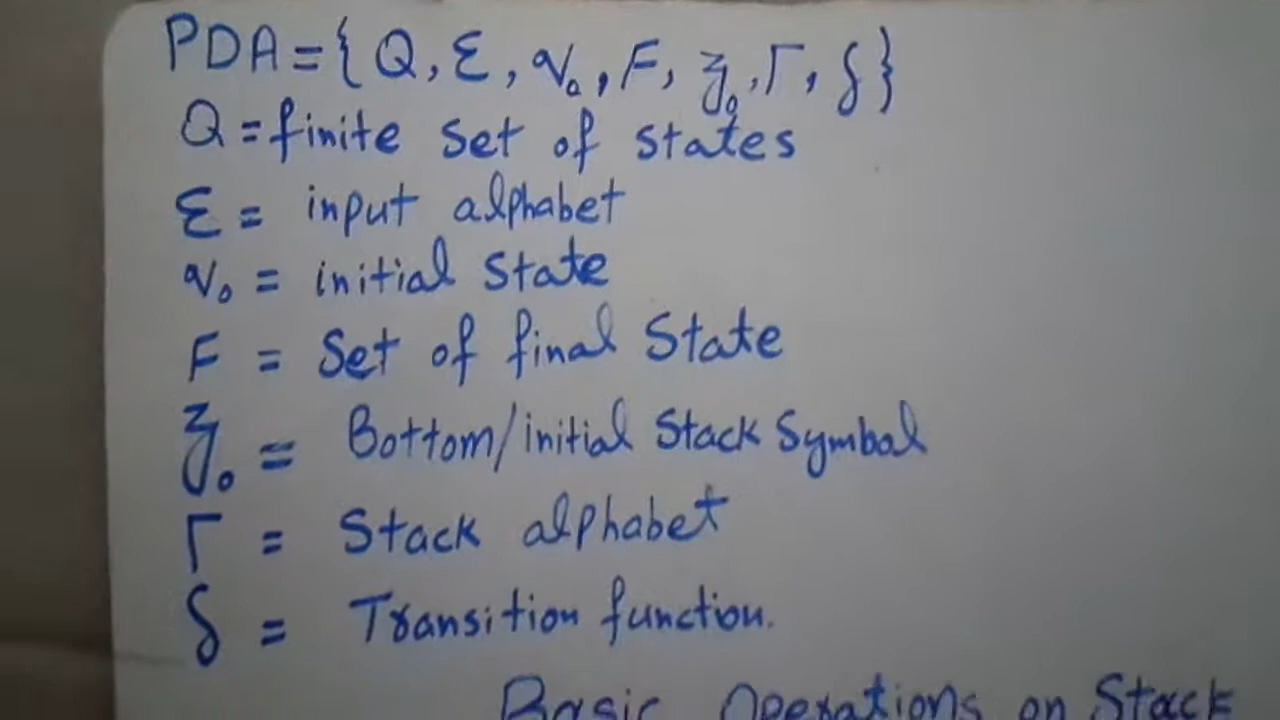 PDA = { Q, Σ, q₀, F, z₀, Γ, δ }
Q = finite set of states
Σ = input alphabet
q₀ = initial state
F = Set of final State
z₀ = Bottom/initial Stack Symbol
Γ = Stack alphabet
δ = Transition function.
Basic Operations on Stack